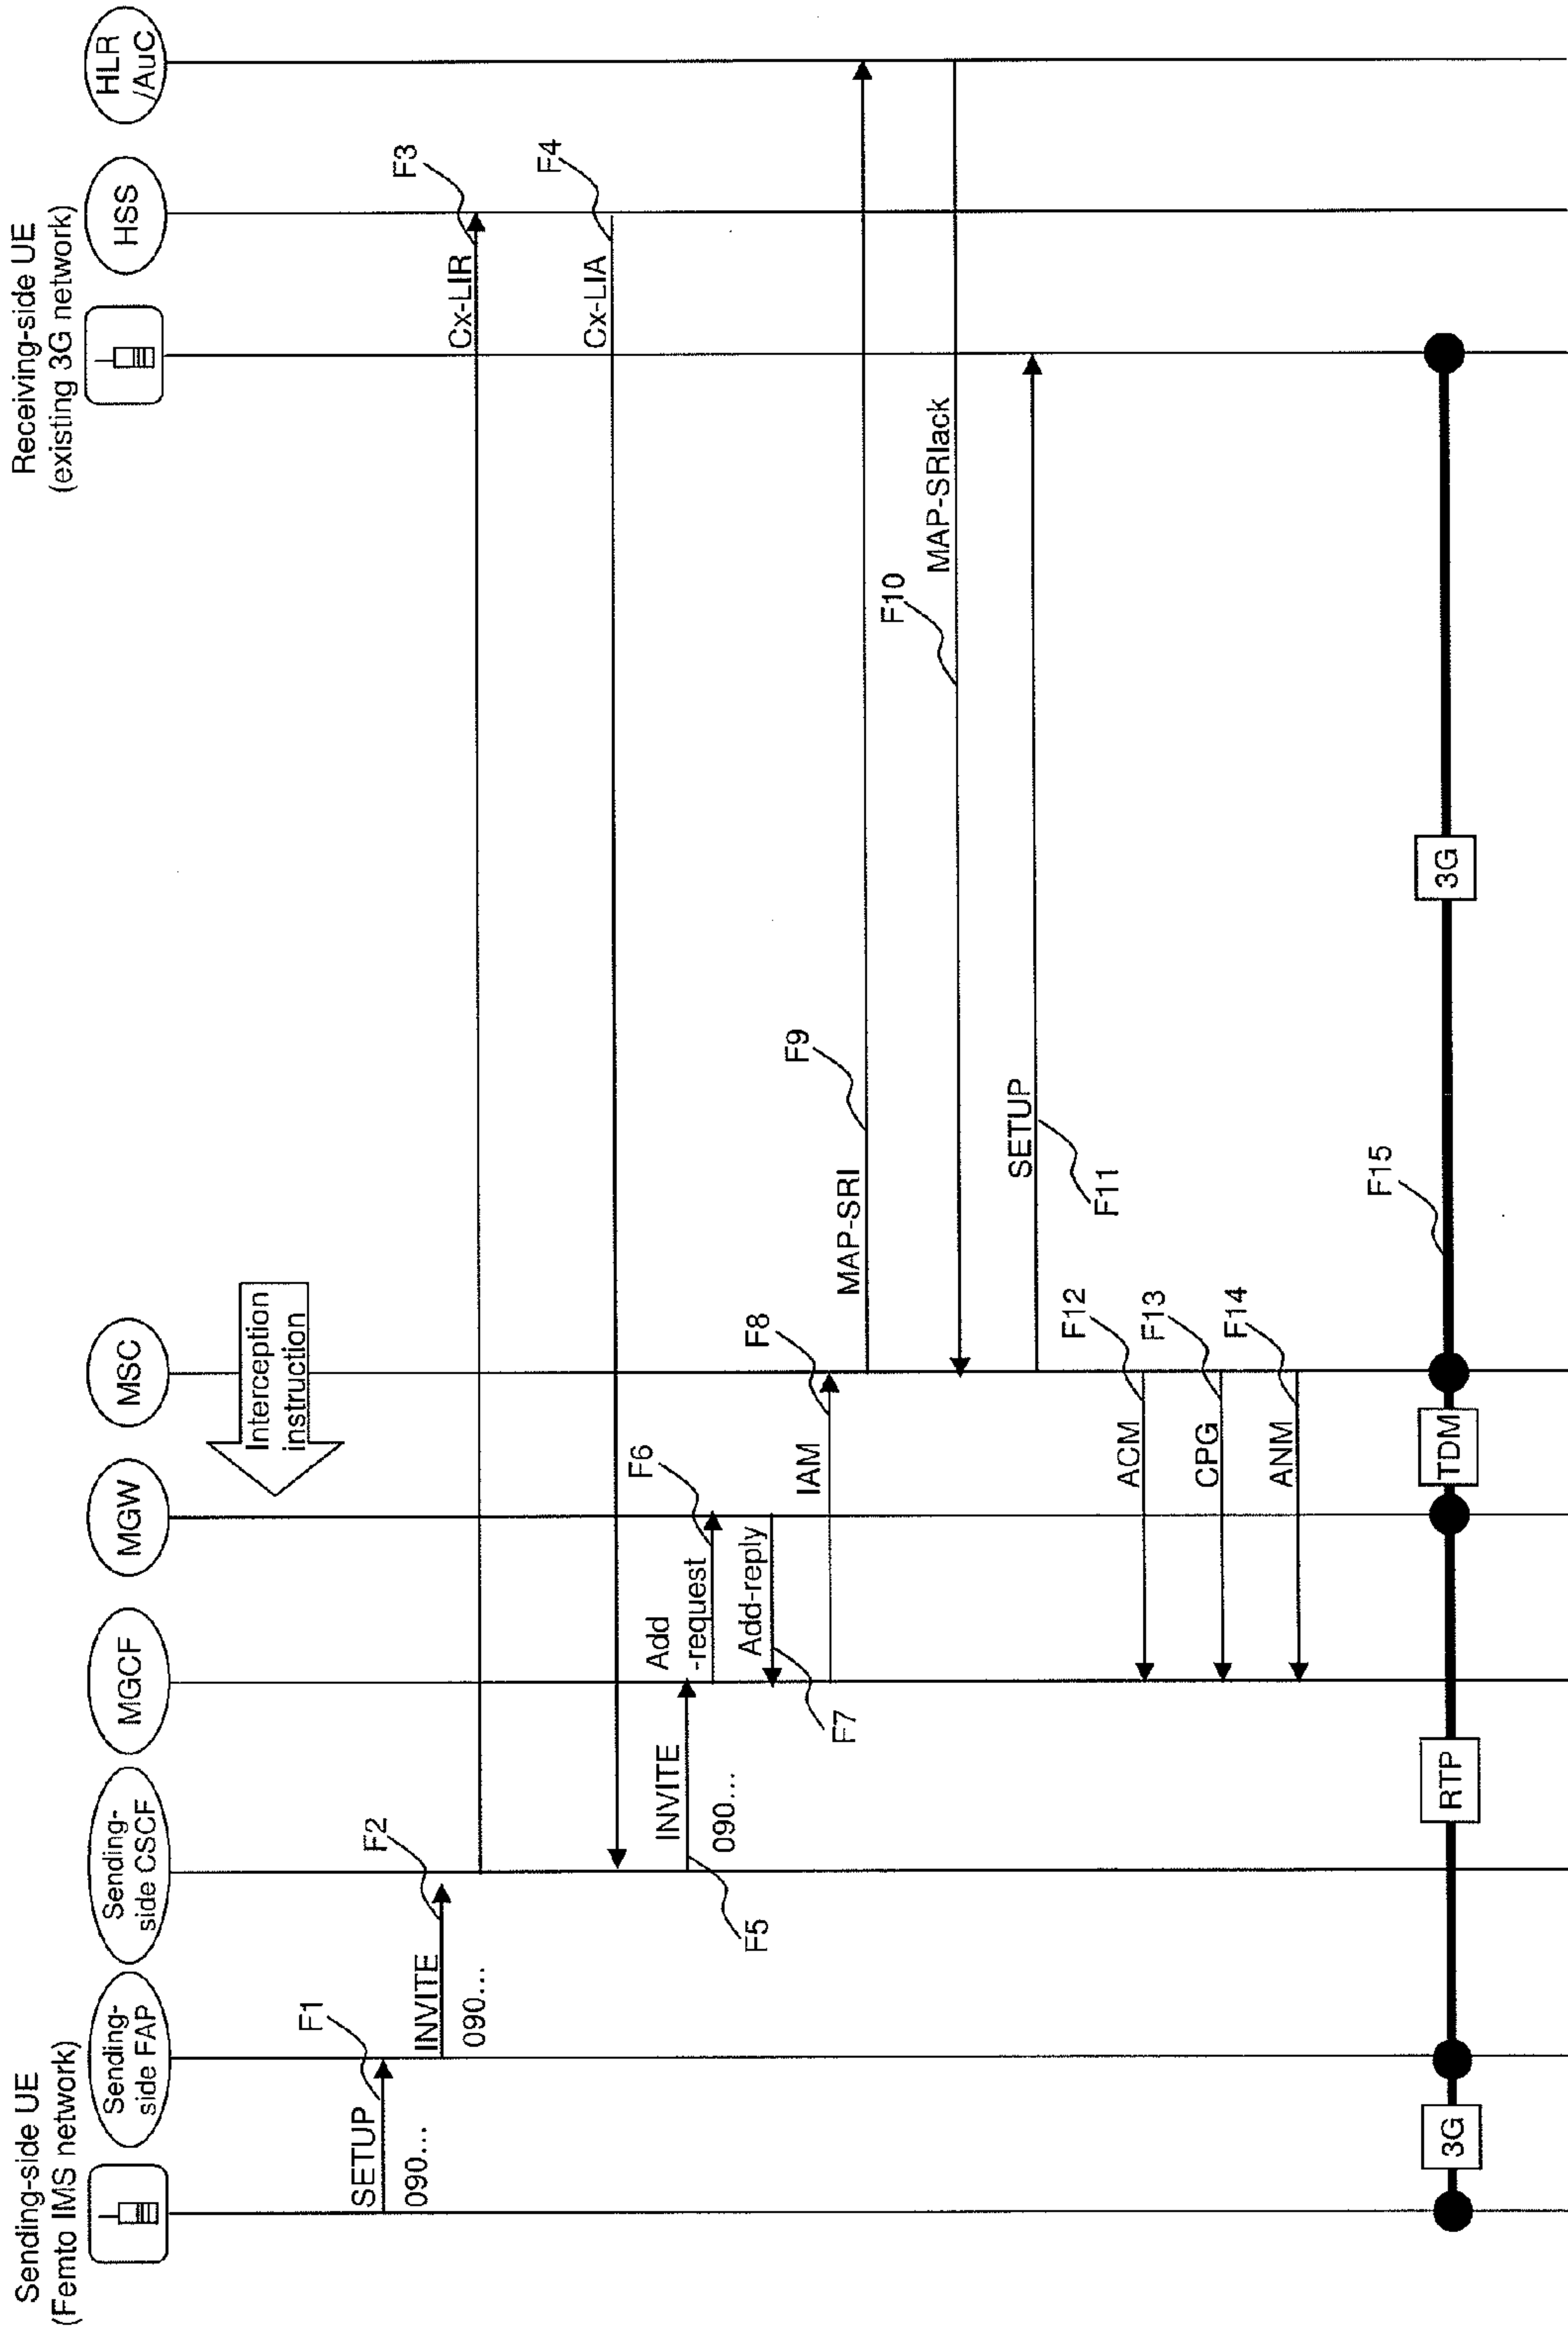 Sending-side UE
(Femto IMS network)
Receiving-side UE
(existing 3G network)
Sending-
side FAP
Sending-
side CSCF
MGCF
MGW
MSC
HSS
HLR
/AuC
Interception
instruction
F1
SETUP
090...
F2
INVITE
090...
F3
Cx-LIR
F4
Cx-LIA
INVITE
090...
F5
F6
Add
-request
Add-reply
F7
F8
IAM
F9
MAP-SRI
F10
MAP-SRIack
SETUP
F11
F12
ACM
F13
CPG
F14
ANM
F15
3G
RTP
TDM
3G